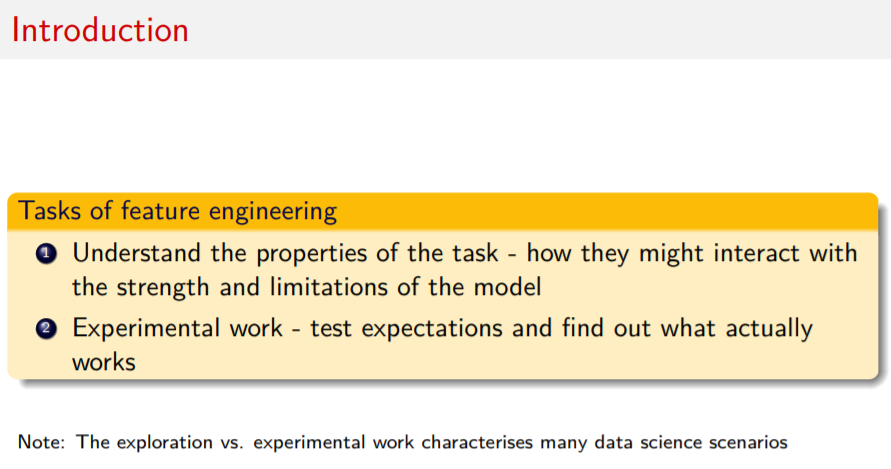 Introduction
Tasks of feature engineering
1 Understand the properties of the task - how they might interact with
the strength and limitations of the model
2 Experimental work - test expectations and find out what actually
works
Note: The exploration vs. experimental work characterises many data science scenarios